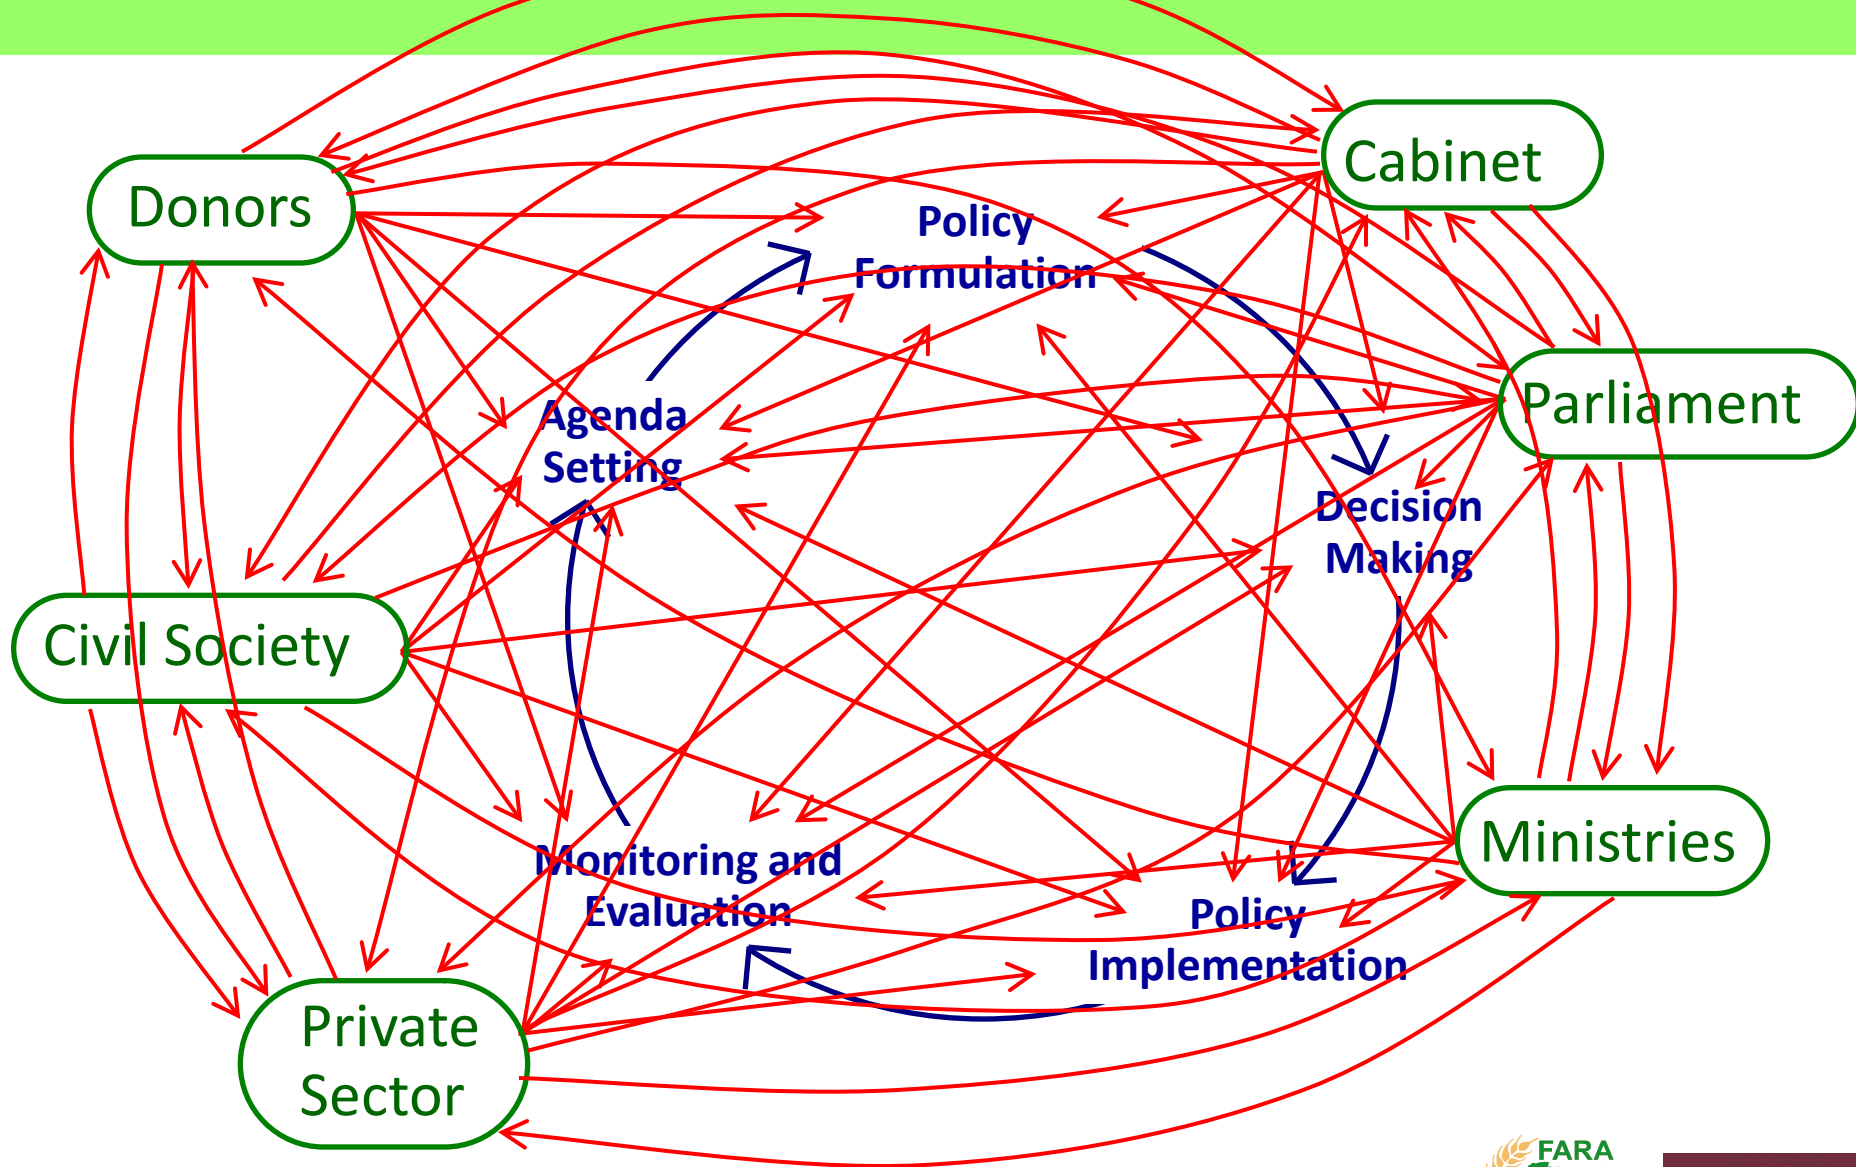 Cabinet
Donors
Policy
Formulation
Parliament
Agenda
Setting
Decision
Making
Civil Society
Ministries
Monitoring and
Evaluation
Policy
Implementation
Private
Sector
FARA